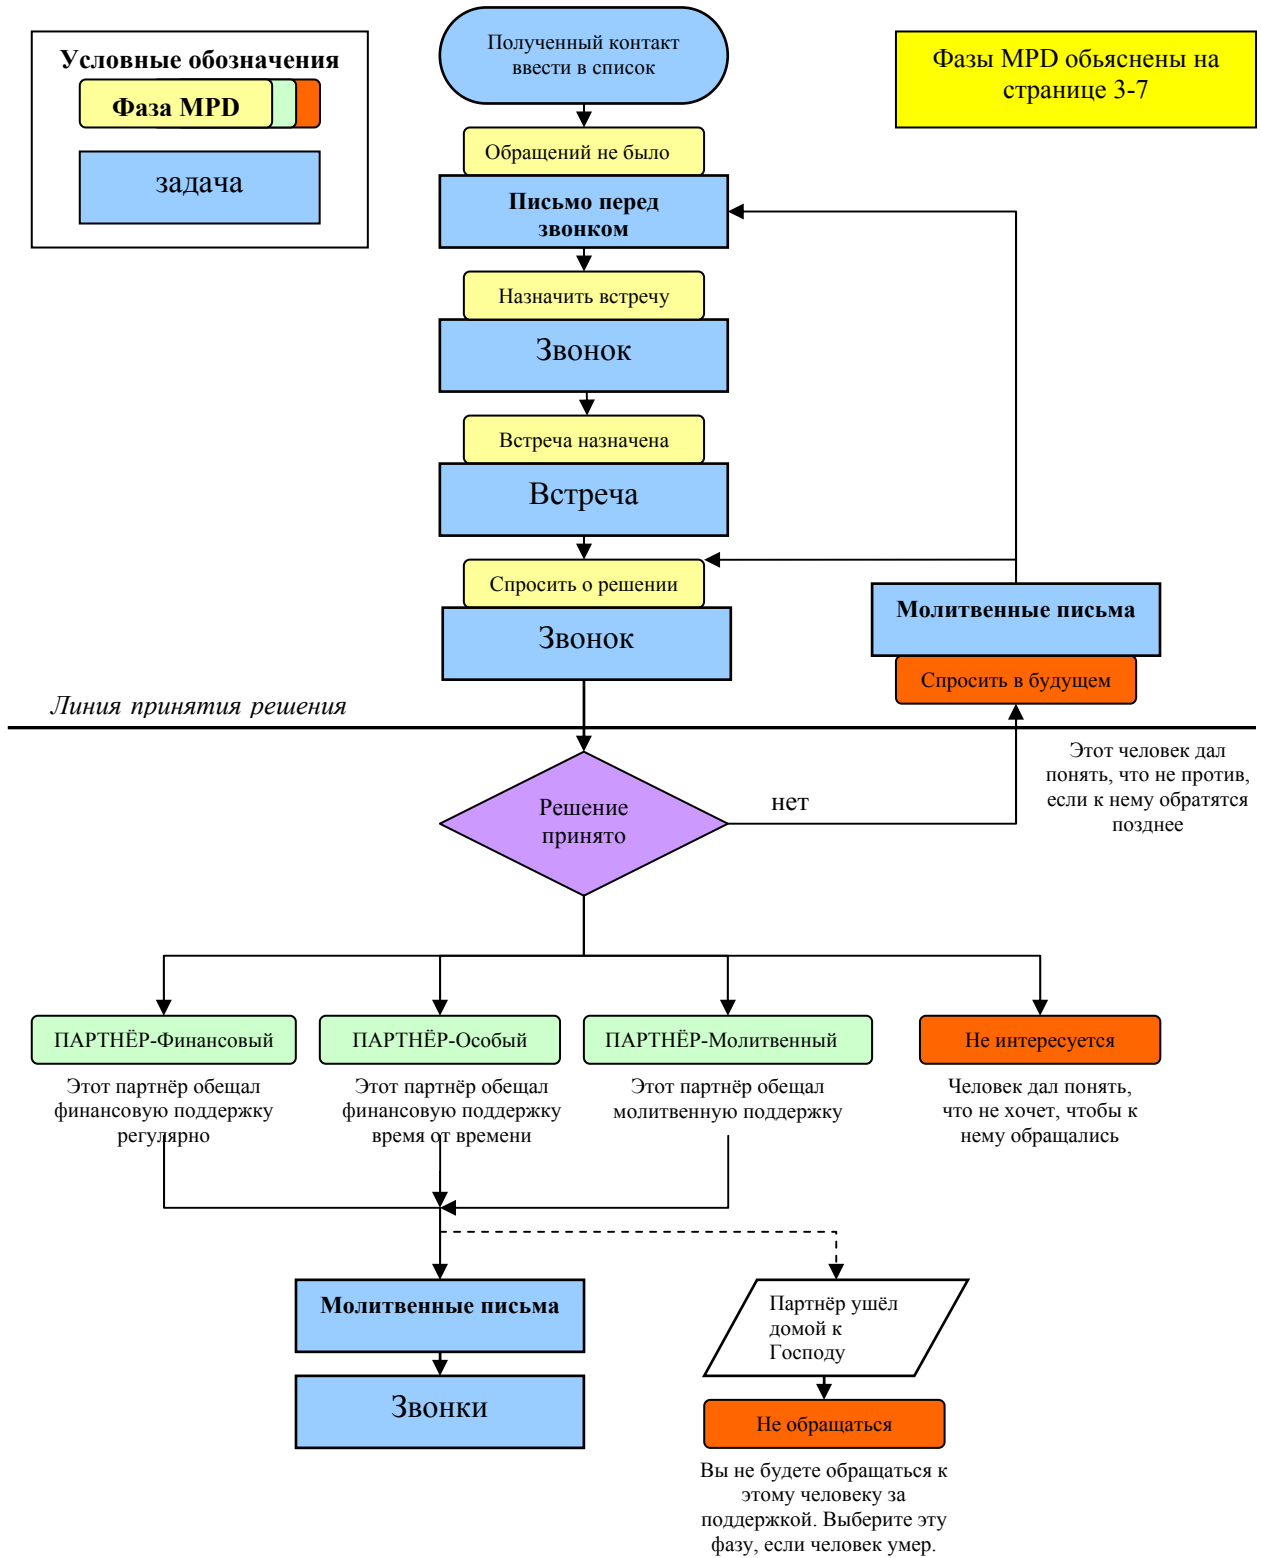 Условные обозначения
Фаза MPD
задача
Полученный контакт
ввести в список
Фазы MPD обьяснены на
странице 3-7
Обращений не было
Письмо перед
звонком
Назначить встречу
Звонок
Встреча назначена
Встреча
Спросить о решении
Звонок
Молитвенные письма
Спросить в будущем
Линия принятия решения
Этот человек дал
понять, что не против,
если к нему обратятся
позднее
Решение
принято
нет
ПАРТНЁР-Финансовый
Этот партнёр обещал
финансовую поддержку
регулярно
ПАРТНЁР-Особый
Этот партнёр обещал
финансовую поддержку
время от времени
ПАРТНЁР-Молитвенный
Этот партнёр обещал
молитвенную поддержку
Не интересуется
Человек дал понять,
что не хочет, чтобы к
нему обращались
Молитвенные письма
Звонки
Партнёр ушёл
домой к
Господу
Не обращаться
Вы не будете обращаться к
этому человеку за
поддержкой. Выберите эту
фазу, если человек умер.